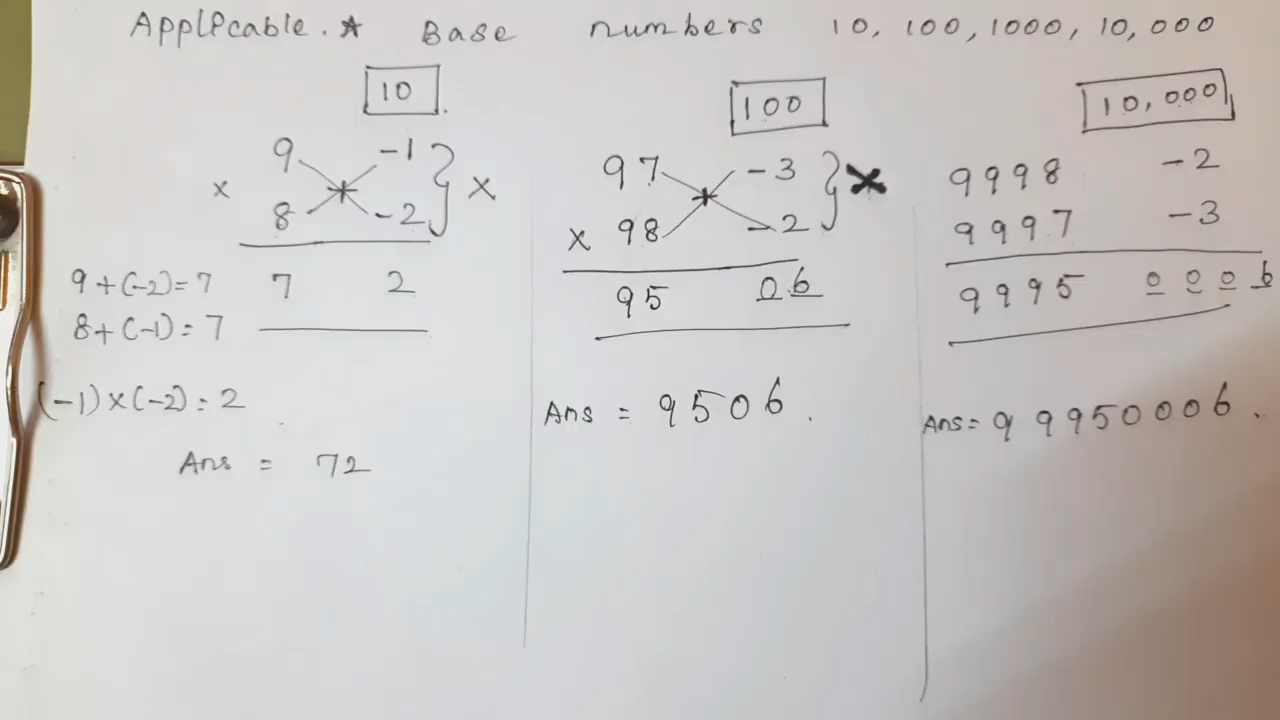 Applicable. * Base numbers 10, 100, 1000, 10,000
10
9 -1
x 8 -2 } x
7 2
9+(-2)=7
8+(-1)=7
(-1)x(-2)=2
Ans = 72
100
97 -3
x 98 -2 } x
95 06
Ans = 9506.
10,000
9998 -2
9997 -3
9995 0006
Ans = 99950006.